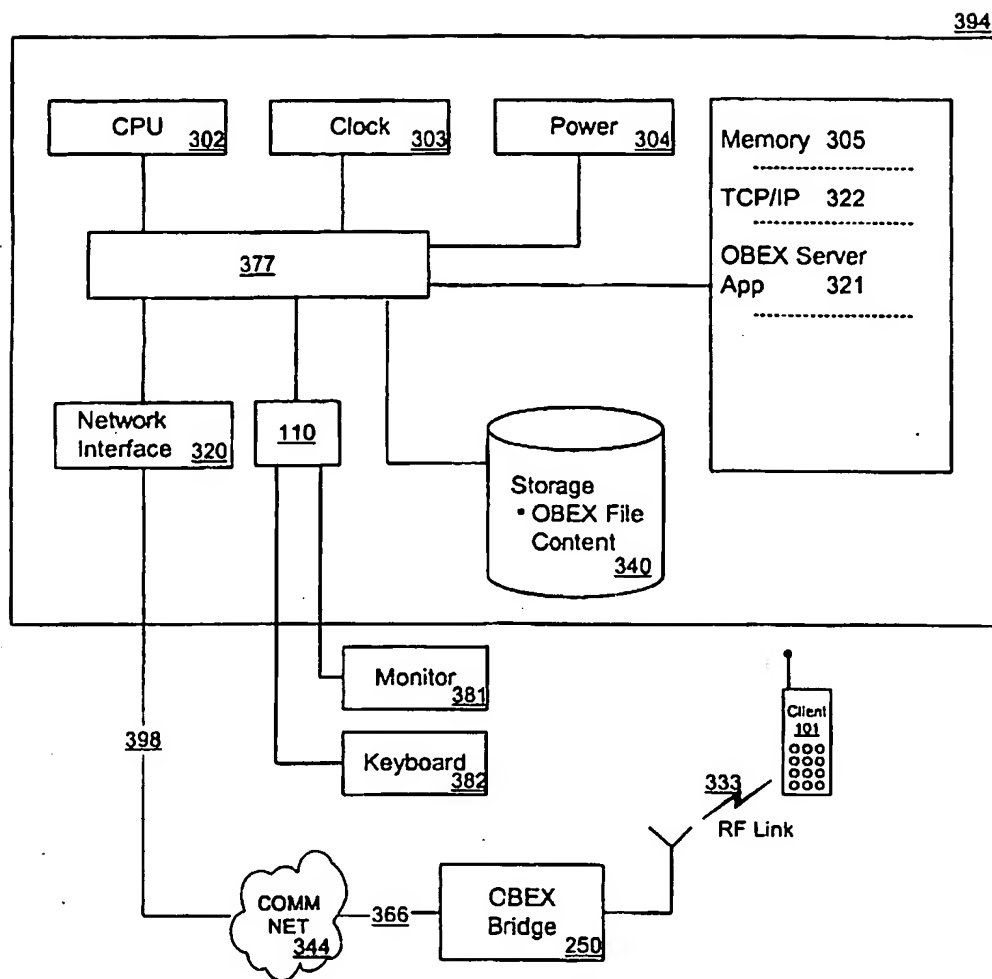 394
CPU 302
Clock 303
Power 304
Memory 305
TCP/IP 322
OBEX Server
App 321
377
Network
Interface 320
110
Storage
• OBEX File
Content
340
Monitor
381
Keyboard
382
398
Client
101
333
RF Link
COMM
NET
344
366
OBEX
Bridge
250